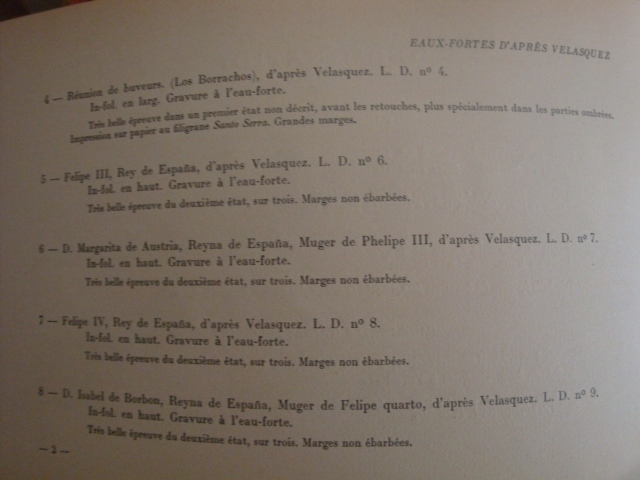 EAUX-FORTES D'APRÈS VELASQUEZ
4 — Réunion de buveurs. (Los Borrachos), d'après Velasquez. L. D. nº 4.
In-fol. en larg. Gravure à l'eau-forte.
Très belle épreuve dans un premier état non décrit, avant les retouches, plus spécialement dans les parties ombrées.
Impression sur papier au filigrane Santo Serra. Grandes marges.
5 — Felipe III, Rey de España, d'après Velasquez. L. D. nº 6.
In-fol. en haut. Gravure à l'eau-forte.
Très belle épreuve du deuxième état, sur trois. Marges non ébarbées.
6 — D. Margarita de Austria, Reyna de España, Muger de Phelipe III, d'après Velasquez. L. D. nº 7.
In-fol. en haut. Gravure à l'eau-forte.
Très belle épreuve du deuxième état, sur trois. Marges non ébarbées.
7 — Felipe IV, Rey de España, d'après Velasquez. L. D. nº 8.
In-fol. en haut. Gravure à l'eau-forte.
Très belle épreuve du deuxième état, sur trois. Marges non ébarbées.
8 — D. Isabel de Borbon, Reyna de España, Muger de Felipe quarto, d'après Velasquez. L. D. nº 9.
In-fol. en haut. Gravure à l'eau-forte.
Très belle épreuve du deuxième état, sur trois. Marges non ébarbées.
— 2 —